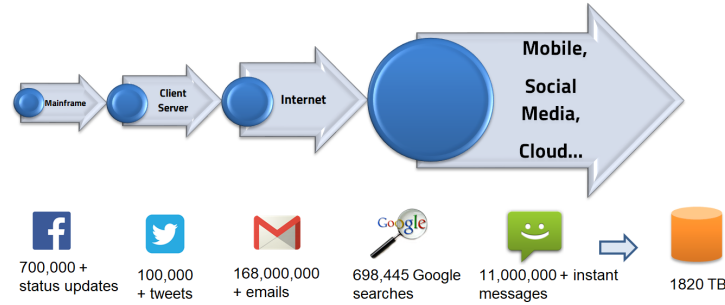 Mainframe
Client
Server
Internet
Mobile,
Social
Media,
Cloud...
f
Google
700,000 +
status updates
100,000
+ tweets
168,000,000
+ emails
698,445 Google
searches
11,000,000 + instant
messages
1820 TB